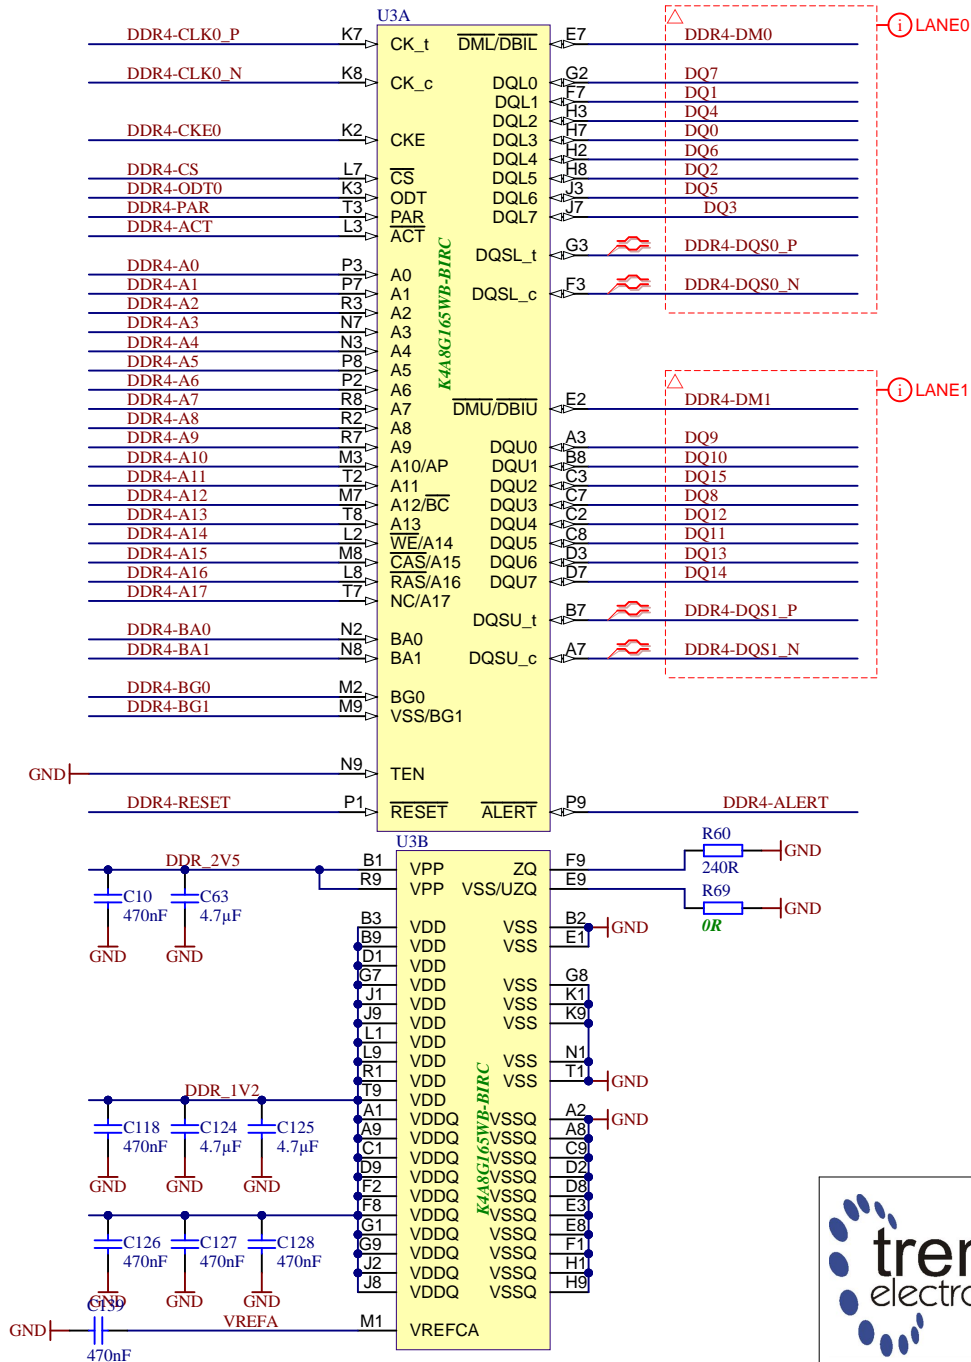 U3A
DDR4-CLK0_P K7 CK_t DML/DBIL E7 DDR4-DM0
LANE0
DDR4-CLK0_N K8 CK_c DQL0 G2 DQ7
DQL1 F7 DQ1
DQL2 H3 DQ4
DDR4-CKE0 K2 CKE DQL3 H7 DQ0
DQL4 H2 DQ6
DDR4-CS L7 CS DQL5 H8 DQ2
DDR4-ODT0 K3 ODT DQL6 J3 DQ5
DDR4-PAR T3 PAR DQL7 J7 DQ3
DDR4-ACT L3 ACT
DQSL_t G3 DDR4-DQS0_P
DDR4-A0 P3 A0
DDR4-A1 P7 A1 DQSL_c F3 DDR4-DQS0_N
DDR4-A2 R3 A2
DDR4-A3 N7 A3
DDR4-A4 N3 A4
DDR4-A5 P8 A5
DDR4-A6 P2 A6
K4A8G165WB-BIRC
LANE1
DDR4-A7 R8 A7 DMU/DBIU E2 DDR4-DM1
DDR4-A8 R2 A8
DDR4-A9 R7 A9 DQU0 A3 DQ9
DDR4-A10 M3 A10/AP DQU1 B8 DQ10
DDR4-A11 T2 A11 DQU2 C3 DQ15
DDR4-A12 M7 A12/BC DQU3 C7 DQ8
DDR4-A13 T8 A13 DQU4 C2 DQ12
DDR4-A14 L2 WE/A14 DQU5 C8 DQ11
DDR4-A15 M8 CAS/A15 DQU6 D3 DQ13
DDR4-A16 L8 RAS/A16 DQU7 D7 DQ14
DDR4-A17 T7 NC/A17
DQSU_t B7 DDR4-DQS1_P
DDR4-BA0 N2 BA0
DDR4-BA1 N8 BA1 DQSU_c A7 DDR4-DQS1_N
DDR4-BG0 M2 BG0
DDR4-BG1 M9 VSS/BG1
GND N9 TEN
DDR4-RESET P1 RESET ALERT P9 DDR4-ALERT
U3B
DDR_2V5 B1 VPP ZQ F9 R60 240R GND
R9 VPP VSS/UZQ E9 R69 0R GND
C10 470nF GND
C63 4.7µF GND
B3 VDD VSS B2 GND
B9 VDD VSS E1
D1 VDD
G7 VDD VSS G8
J1 VDD VSS K1
J9 VDD VSS K9
L1 VDD
L9 VDD VSS N1
R1 VDD VSS T1 GND
DDR_1V2 T9 VDD
A1 VDDQ VSSQ A2 GND
A9 VDDQ VSSQ A8
C1 VDDQ VSSQ C9
D9 VDDQ VSSQ D2
F2 VDDQ VSSQ D8
F8 VDDQ VSSQ E3
G1 VDDQ VSSQ E8
G9 VDDQ VSSQ F1
J2 VDDQ VSSQ H1
J8 VDDQ VSSQ H9
K4A8G165WB-BIRC
C118 470nF GND
C124 4.7µF GND
C125 4.7µF GND
C126 470nF GND
C127 470nF GND
C128 470nF GND
GND C139 470nF VREFA M1 VREFCA
tren
electro